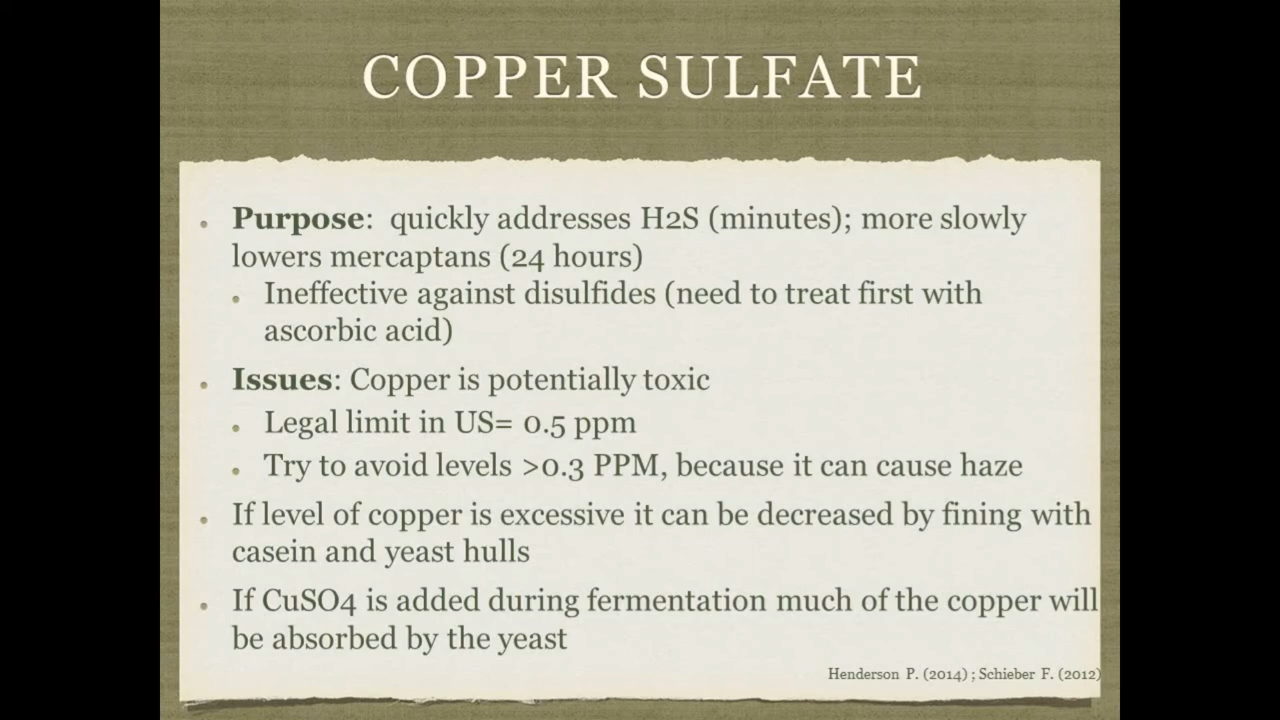 COPPER SULFATE
Purpose: quickly addresses H2S (minutes); more slowly
lowers mercaptans (24 hours)
Ineffective against disulfides (need to treat first with
ascorbic acid)
Issues: Copper is potentially toxic
Legal limit in US= 0.5 ppm
Try to avoid levels >0.3 PPM, because it can cause haze
If level of copper is excessive it can be decreased by fining with
casein and yeast hulls
If CuSO4 is added during fermentation much of the copper will
be absorbed by the yeast
Henderson P. (2014) ; Schieber F. (2012)